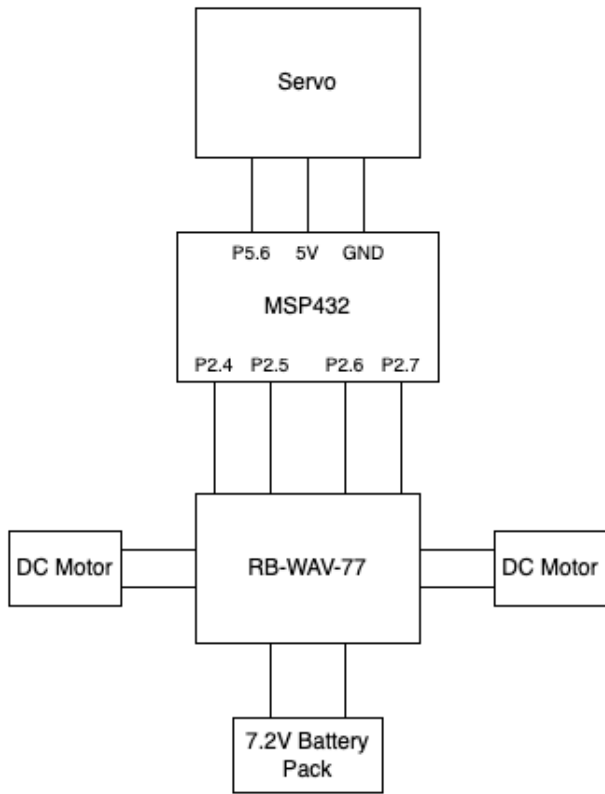 Servo
P5.6 5V GND
MSP432
P2.4 P2.5 P2.6 P2.7
DC Motor
RB-WAV-77
DC Motor
7.2V Battery
Pack